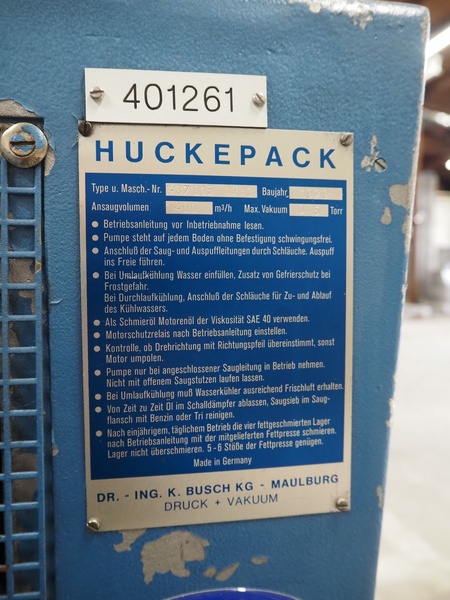 401261
HUCKEPACK
Type u. Masch.-Nr. Baujahr
Ansaugvolumen m³/h Max. Vakuum Torr
● Betriebsanleitung vor Inbetriebnahme lesen.
● Pumpe steht auf jedem Boden ohne Befestigung schwingungsfrei.
● Anschluß der Saug- und Auspuffleitungen durch Schläuche. Auspuff
ins Freie führen.
● Bei Umlaufkühlung Wasser einfüllen, Zusatz von Gefrierschutz bei
Frostgefahr.
Bei Durchlaufkühlung, Anschluß der Schläuche für Zu- und Ablauf
des Kühlwassers.
● Als Schmieröl Motorenöl der Viskosität SAE 40 verwenden.
● Motorschutzrelais nach Betriebsanleitung einstellen.
● Kontrolle, ob Drehrichtung mit Richtungspfeil übereinstimmt, sonst
Motor umpolen.
● Pumpe nur bei angeschlossener Saugleitung in Betrieb nehmen.
Nicht mit offenem Saugstutzen laufen lassen.
● Bei Umlaufkühlung muß Wasserkühler ausreichend Frischluft erhalten.
● Von Zeit zu Zeit Öl im Schalldämpfer ablassen, Saugsieb im Saug-
flansch mit Benzin oder Tri reinigen.
● Nach einjährigem, täglichem Betrieb die vier fettgeschmierten Lager
nach Betriebsanleitung mit der mitgelieferten Fettpresse schmieren.
Lager nicht überschmieren. 5-6 Stöße der Fettpresse genügen.
Made in Germany
DR. - ING. K. BUSCH KG - MAULBURG
DRUCK + VAKUUM